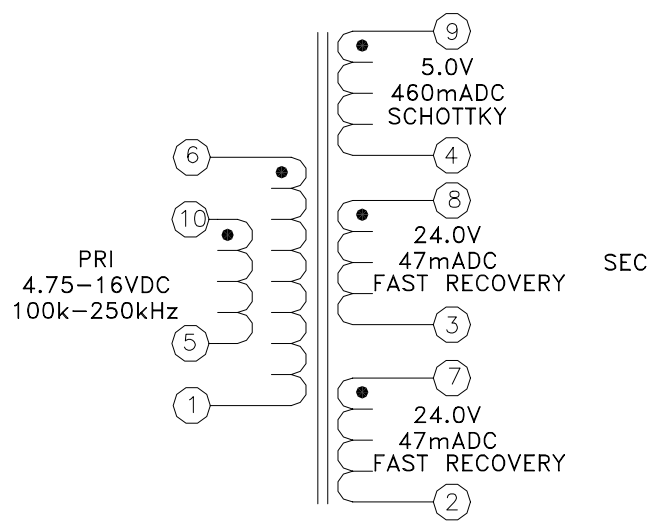 9
5.0V
460mADC
SCHOTTKY
4
6
10
PRI
4.75-16VDC
100k-250kHz
5
1
8
24.0V
47mADC
FAST RECOVERY
3
SEC
7
24.0V
47mADC
FAST RECOVERY
2